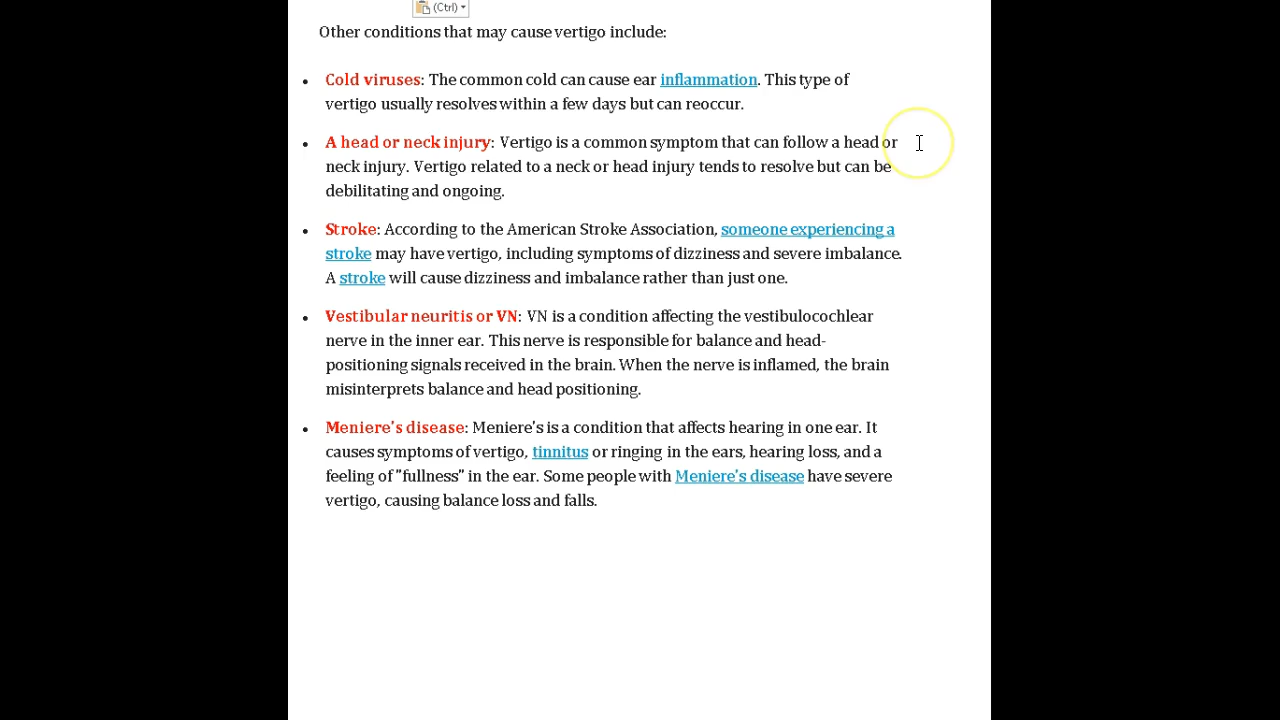 (Ctrl)
Other conditions that may cause vertigo include:
• Cold viruses: The common cold can cause ear inflammation. This type of
vertigo usually resolves within a few days but can reoccur.
• A head or neck injury: Vertigo is a common symptom that can follow a head or
neck injury. Vertigo related to a neck or head injury tends to resolve but can be
debilitating and ongoing.
• Stroke: According to the American Stroke Association, someone experiencing a
stroke may have vertigo, including symptoms of dizziness and severe imbalance.
A stroke will cause dizziness and imbalance rather than just one.
• Vestibular neuritis or VN: VN is a condition affecting the vestibulocochlear
nerve in the inner ear. This nerve is responsible for balance and head-
positioning signals received in the brain. When the nerve is inflamed, the brain
misinterprets balance and head positioning.
• Meniere's disease: Meniere's is a condition that affects hearing in one ear. It
causes symptoms of vertigo, tinnitus or ringing in the ears, hearing loss, and a
feeling of "fullness" in the ear. Some people with Meniere's disease have severe
vertigo, causing balance loss and falls.